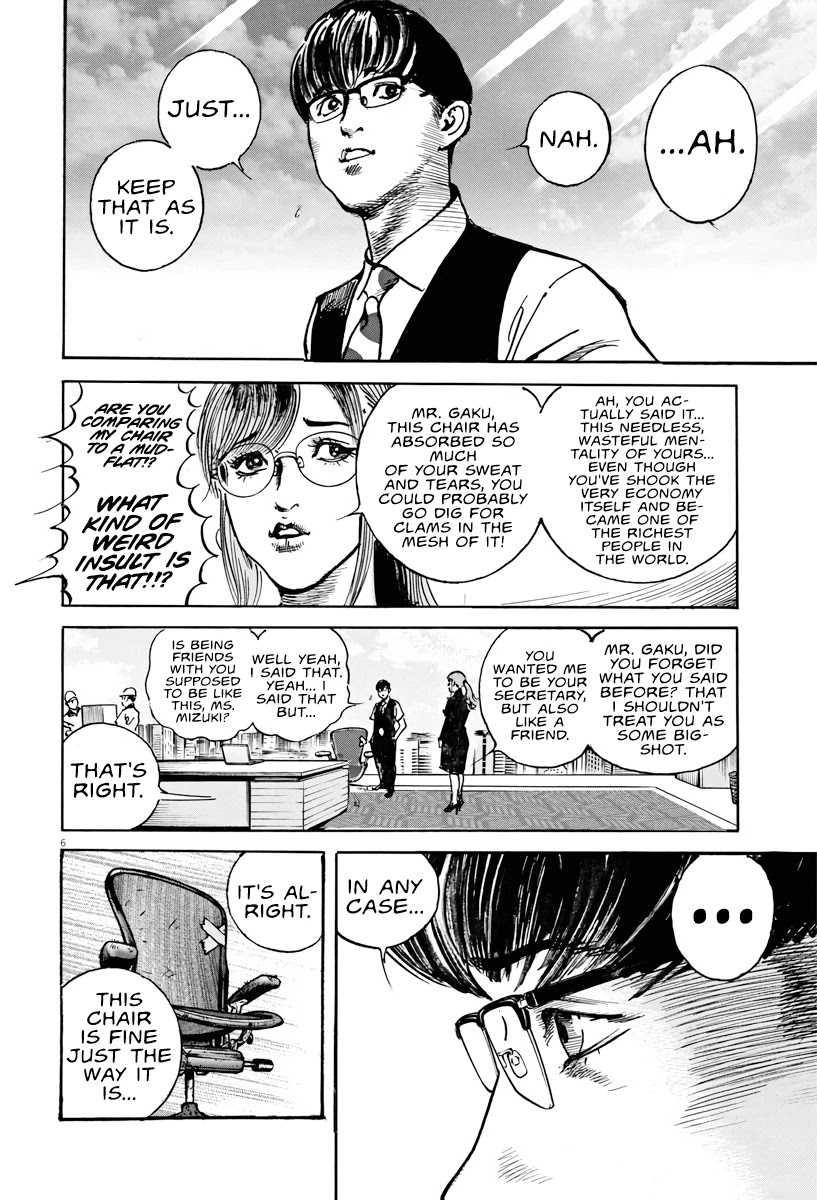 ...AH.
NAH.
JUST...
KEEP
THAT AS
IT IS.
AH, YOU AC-
TUALLY SAID IT...
THIS NEEDLESS,
WASTEFUL MEN-
TALITY OF YOURS...
EVEN THOUGH
YOU'VE SHOOK THE
VERY ECONOMY
ITSELF AND BE-
CAME ONE OF
THE RICHEST
PEOPLE IN
THE WORLD.
MR. GAKU,
THIS CHAIR HAS
ABSORBED SO
MUCH
OF YOUR SWEAT
AND TEARS, YOU
COULD PROBABLY
GO DIG FOR
CLAMS IN THE
MESH OF IT!
ARE YOU
COMPARING
MY CHAIR
TO A MUD-
FLAT!?
WHAT
KIND OF
WEIRD
INSULT IS
THAT!!!?
MR. GAKU, DID
YOU FORGET
WHAT YOU SAID
BEFORE? THAT
I SHOULDN'T
TREAT YOU AS
SOME BIG-
SHOT.
YOU
WANTED ME
TO BE YOUR
SECRETARY,
BUT ALSO
LIKE A
FRIEND.
WELL YEAH,
I SAID THAT.
YEAH... I
SAID THAT
BUT...
IS BEING
FRIENDS
WITH YOU
SUPPOSED
TO BE LIKE
THIS, MS.
MIZUKI?
THAT'S
RIGHT.
6
...
IN ANY
CASE...
IT'S AL-
RIGHT.
THIS
CHAIR
IS FINE
JUST THE
WAY IT
IS...